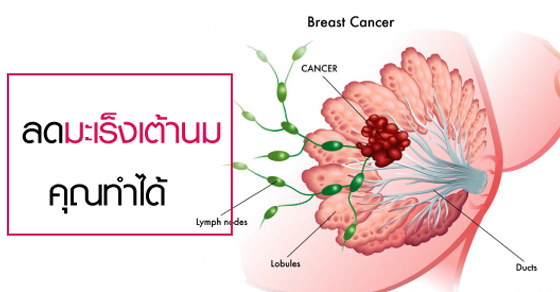 Breast Cancer
CANCER
ลดมะเร็งเต้านม
คุณทำได้
Lymph nodes
Lobules
Ducts